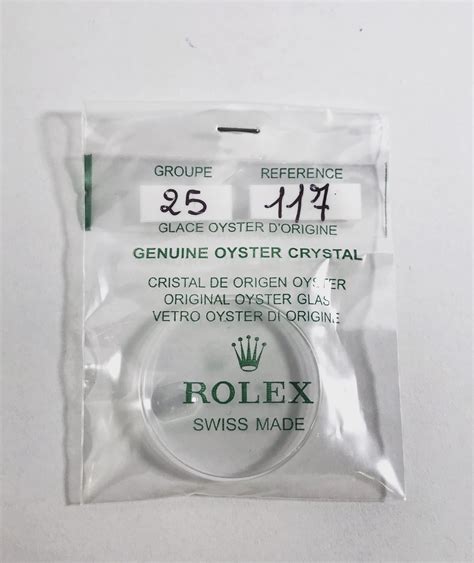 GROUPE REFERENCE
25 117
GLACE OYSTER D'ORIGINE
GENUINE OYSTER CRYSTAL
CRISTAL DE ORIGEN OYSTER
ORIGINAL OYSTER GLAS
VETRO OYSTER DI ORIGINE
ROLEX
SWISS MADE